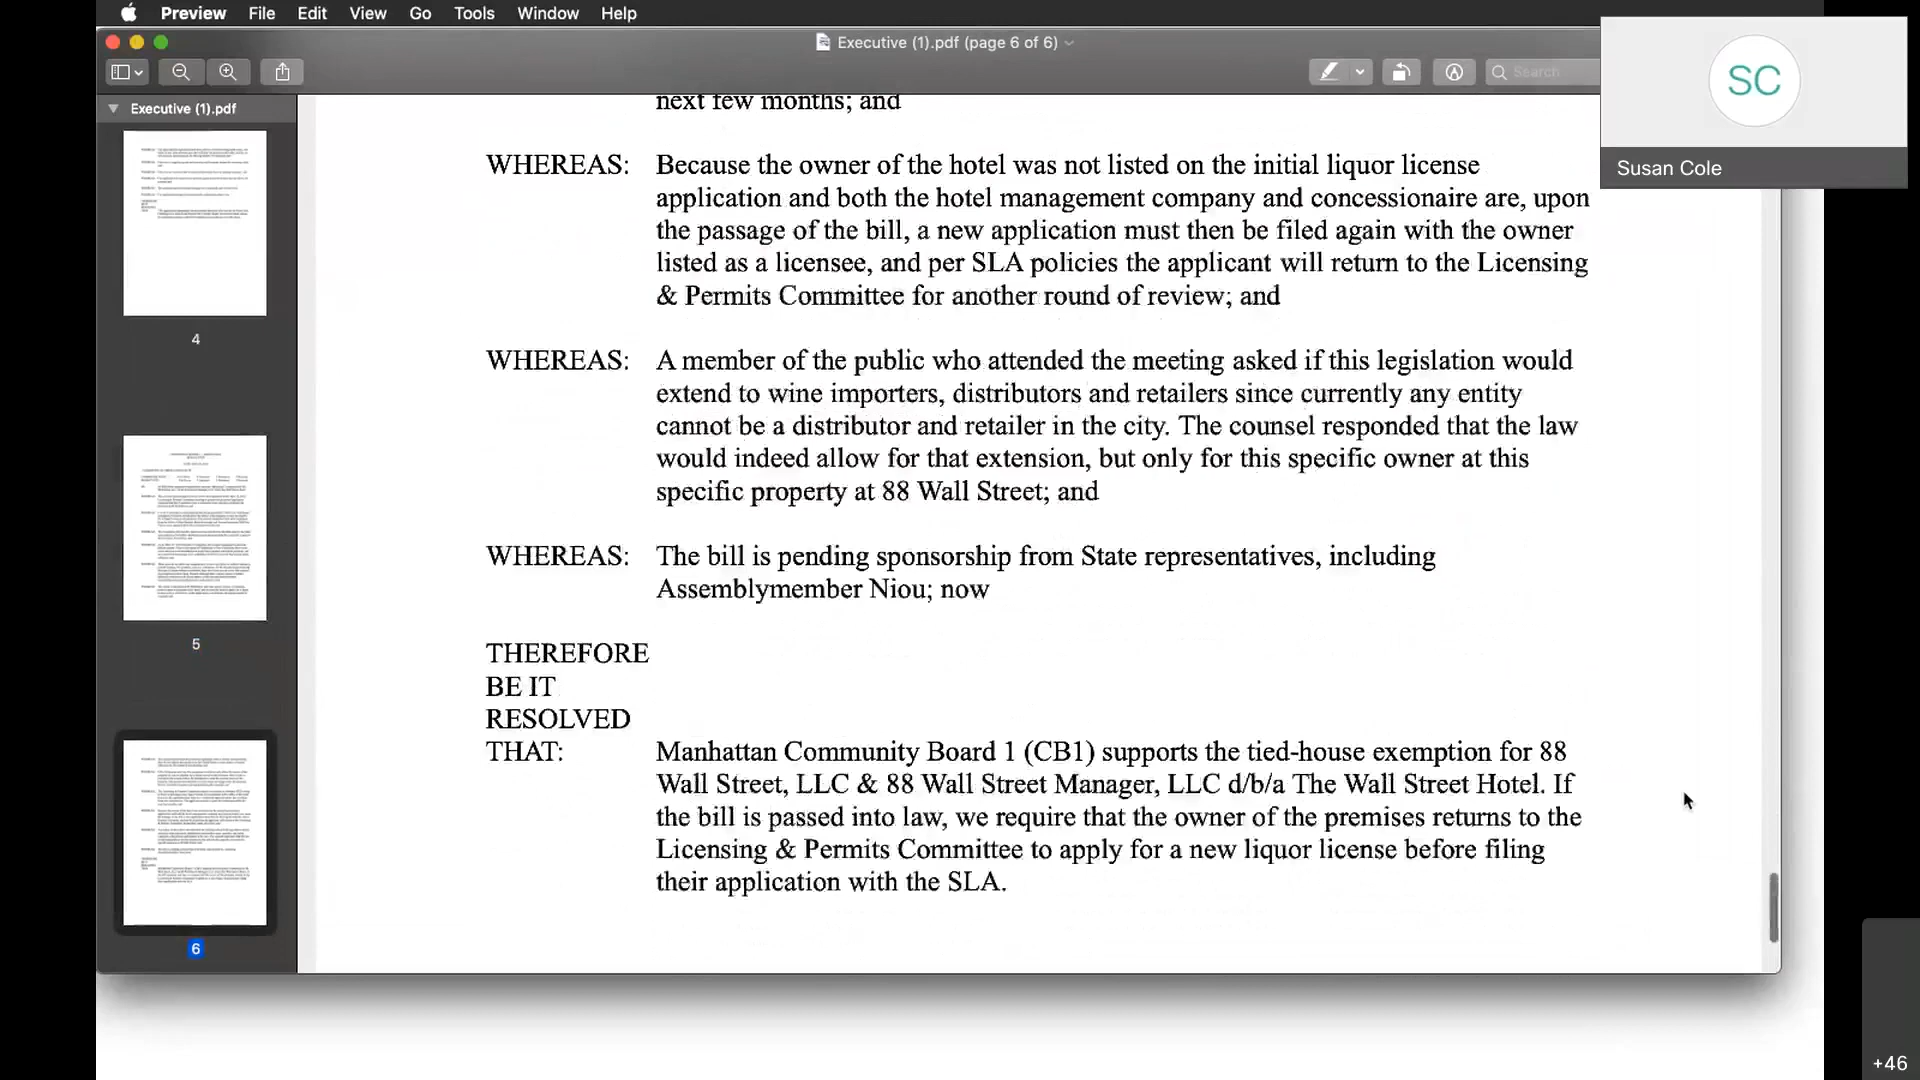 Preview File Edit View Go Tools Window Help
Executive (1).pdf (page 6 of 6)
Search
SC
Susan Cole
Executive (1).pdf
4
5
6
next few months; and
WHEREAS: Because the owner of the hotel was not listed on the initial liquor license
application and both the hotel management company and concessionaire are, upon
the passage of the bill, a new application must then be filed again with the owner
listed as a licensee, and per SLA policies the applicant will return to the Licensing
& Permits Committee for another round of review; and
WHEREAS: A member of the public who attended the meeting asked if this legislation would
extend to wine importers, distributors and retailers since currently any entity
cannot be a distributor and retailer in the city. The counsel responded that the law
would indeed allow for that extension, but only for this specific owner at this
specific property at 88 Wall Street; and
WHEREAS: The bill is pending sponsorship from State representatives, including
Assemblymember Niou; now
THEREFORE
BE IT
RESOLVED
THAT: Manhattan Community Board 1 (CB1) supports the tied-house exemption for 88
Wall Street, LLC & 88 Wall Street Manager, LLC d/b/a The Wall Street Hotel. If
the bill is passed into law, we require that the owner of the premises returns to the
Licensing & Permits Committee to apply for a new liquor license before filing
their application with the SLA.
+46